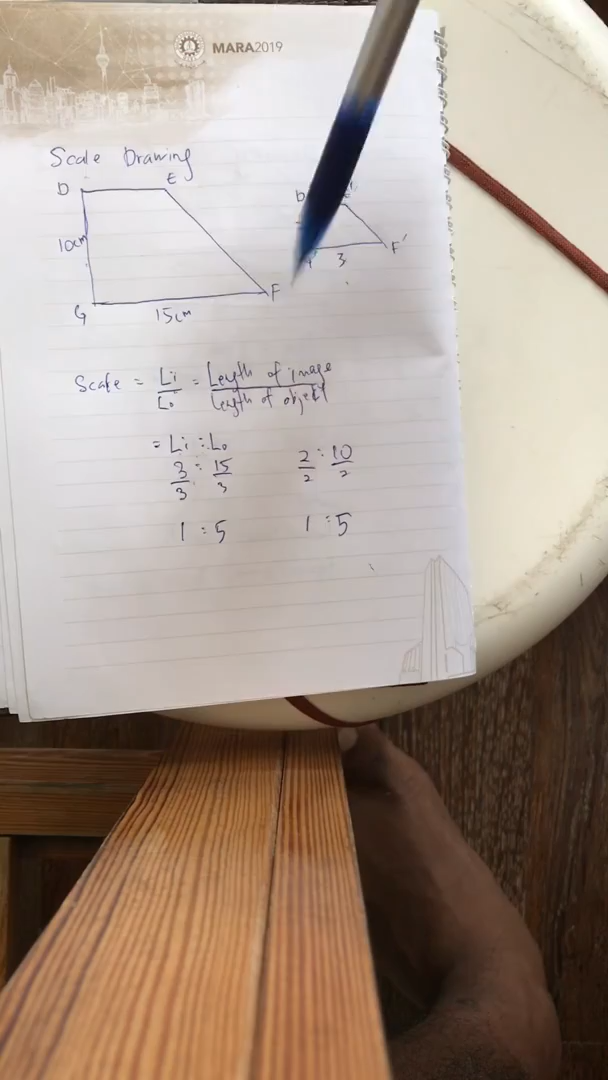 MARA2019
Scale Drawing
D E
10cm
G F
15cm
D E'
F'
3
Scale = Li/Lo = Length of image/Length of object
= Li : Lo
3/3 : 15/3 2/2 : 10/2
1 : 5 1 : 5